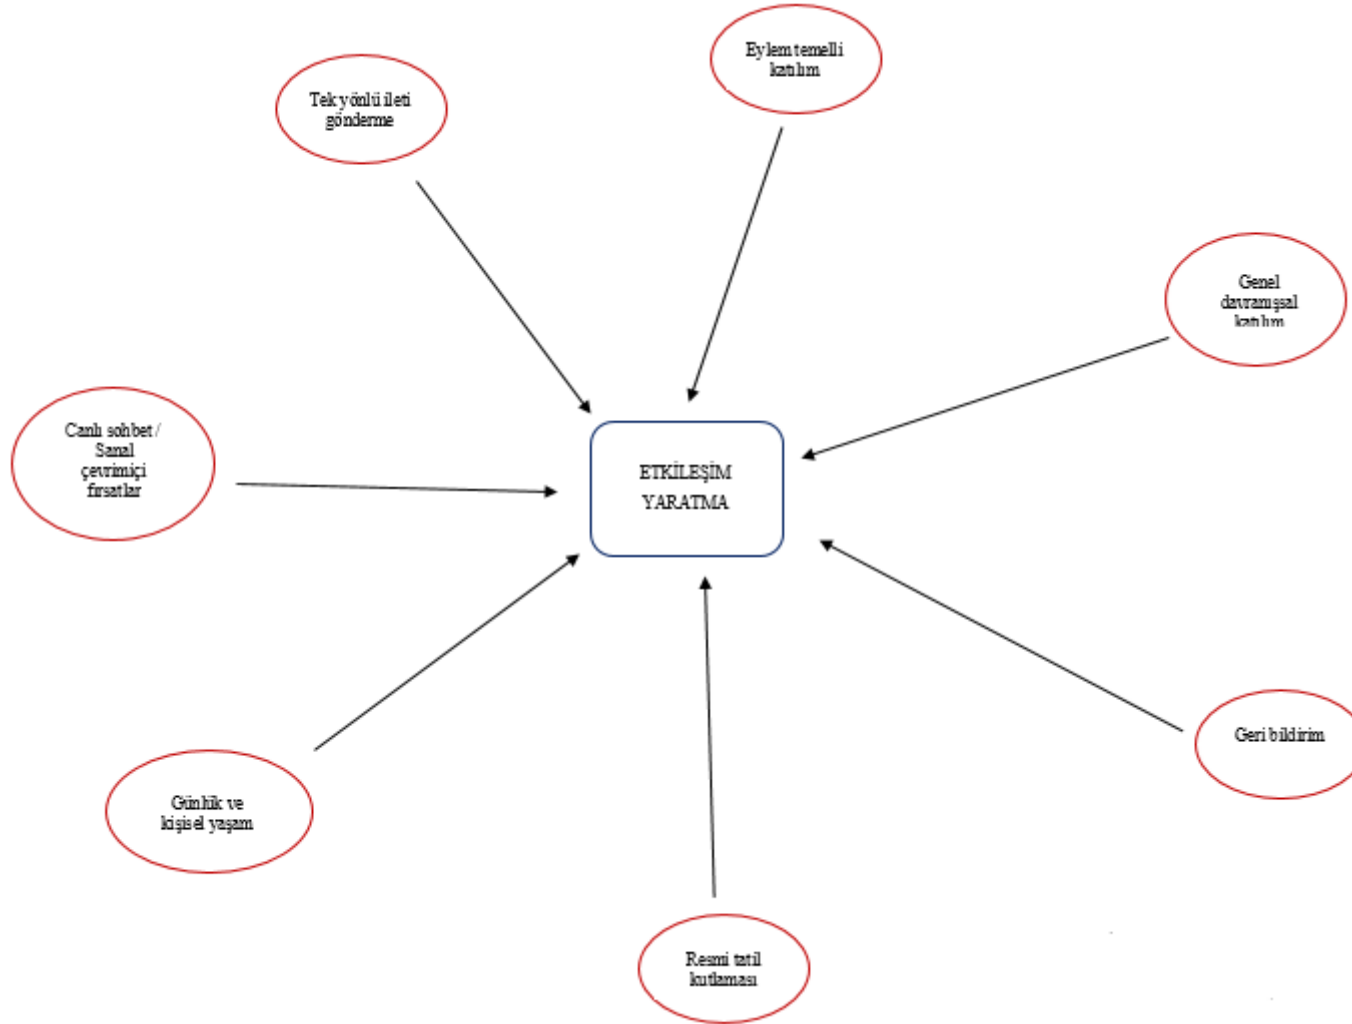 Eylem temelli
katılım
Tek yönlü ileti
gönderme
Genel
davranışsal
katılım
Canlı sohbet /
Sanal
çevrimiçi
fırsatlar
ETKİLEŞİM
YARATMA
Geri bildirim
Günlük ve
kişisel yaşam
Resmi tatil
kutlaması